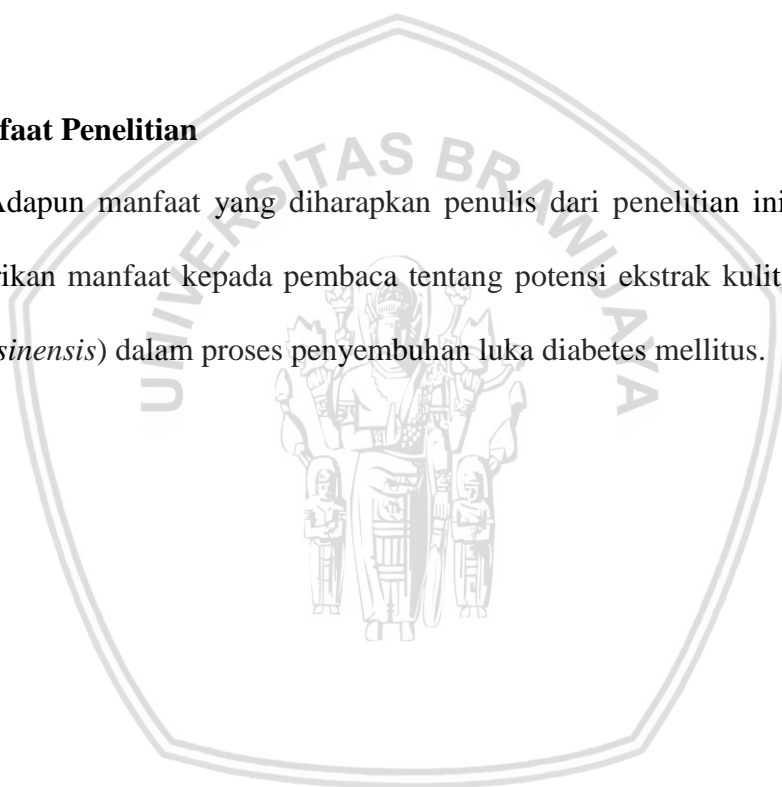 faat Penelitian
UNIVERSITAS BRAWIJAYA
Adapun manfaat yang diharapkan penulis dari penelitian ini
rikan manfaat kepada pembaca tentang potensi ekstrak kulit
sinensis) dalam proses penyembuhan luka diabetes mellitus.